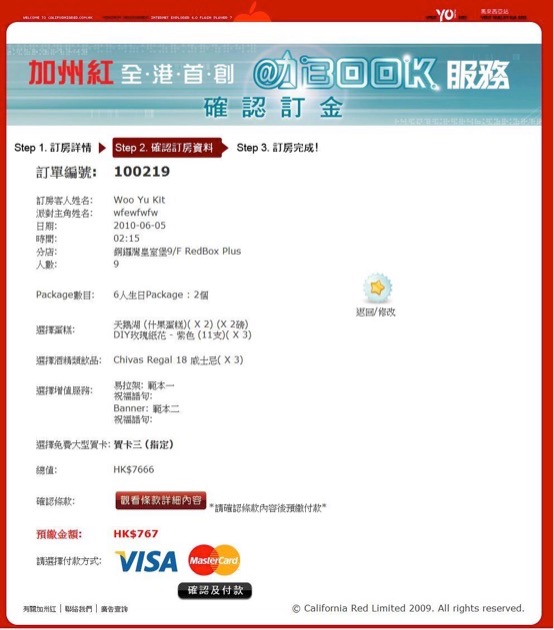 WELCOME TO CALIFORNIARED.COM.HK
INTERNET EXPLORER 6.0 FLASH PLAYER 7
YO!
馬來西亞站
加州紅 全·港·首·創 @加BOOK 服務
確認訂金
Step 1. 訂房詳情
Step 2. 確認訂房資料
Step 3. 訂房完成!
訂單編號: 100219
訂房客人姓名: Woo Yu Kit
派對主角姓名: wfewfwfw
日期: 2010-06-05
時間: 02:15
分店: 銅鑼灣皇室堡9/F RedBox Plus
人數: 9
Package數目: 6人生日Package : 2個
返回/修改
選擇蛋糕: 天鵝湖 (什果蛋糕)( X 2) (X 2磅)
DIY玫瑰紙花 - 紫色 (11支)( X 3)
選擇酒精類飲品: Chivas Regal 18 威士忌( X 3)
選擇增值服務: 易拉架: 範本一
祝福語句:
Banner: 範本二
祝福語句:
選擇免費大型賀卡: 賀卡三 (指定)
總值: HK$7666
確認條款: 觀看條款詳細內容 *請確認條款內容後預繳付款*
預繳金額: HK$767
請選擇付款方式: VISA MasterCard
確認及付款
有關加州紅 | 聯絡我們 | 廣告查詢
© California Red Limited 2009. All rights reserved.